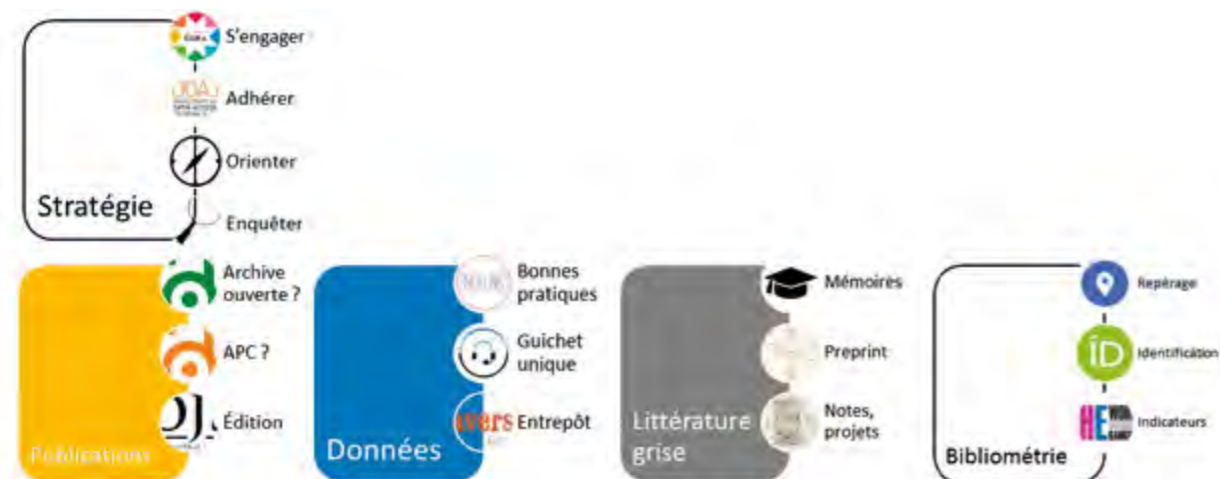 S'engager
Adhérer
Orienter
Enquêter
Stratégie
Archive
ouverte ?
APC ?
Édition
Publications
Bonnes
pratiques
Guichet
unique
Entrepôt
Données
Mémoires
Preprint
Notes,
projets
Littérature
grise
Repérage
iD
Identification
Indicateurs
Bibliométrie